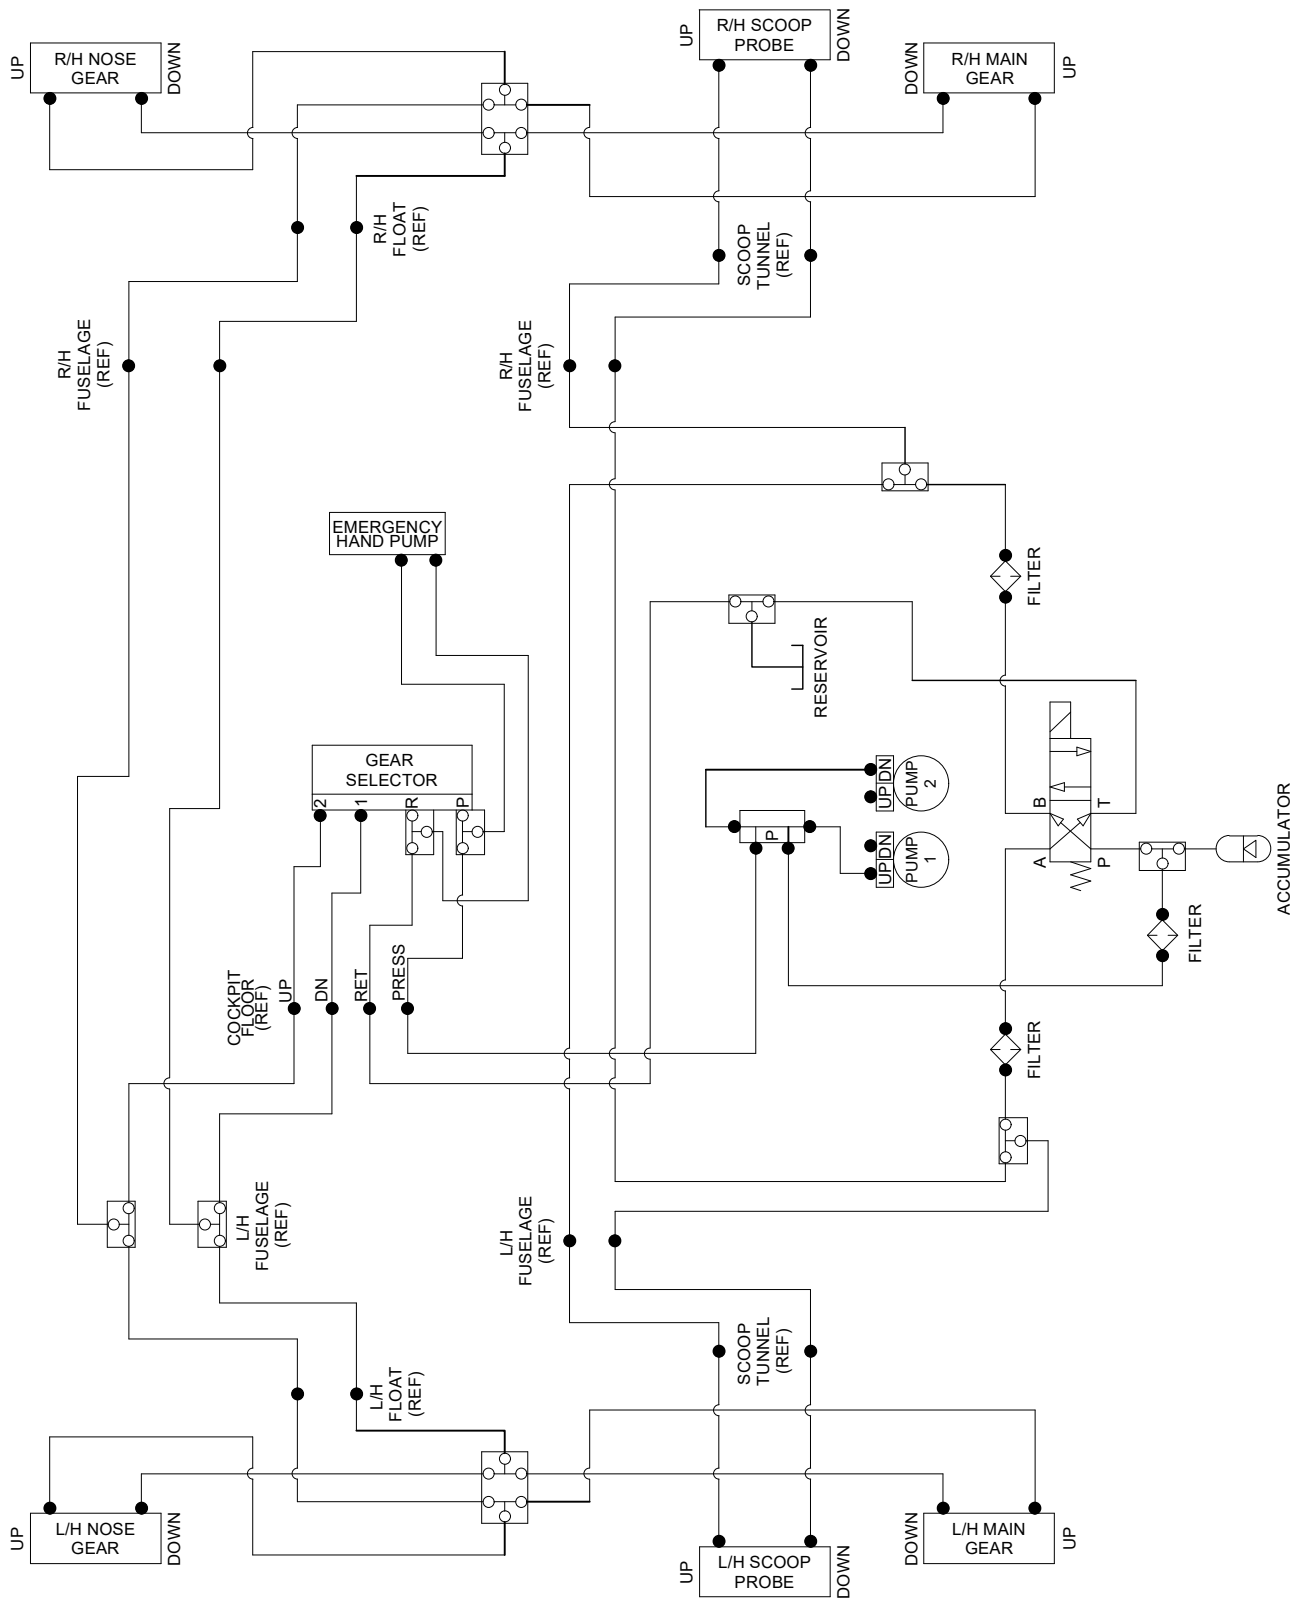 UP
R/H NOSE
GEAR
DOWN
UP
R/H SCOOP
PROBE
DOWN
DOWN
R/H MAIN
GEAR
UP
R/H
FLOAT
(REF)
SCOOP
TUNNEL
(REF)
R/H
FUSELAGE
(REF)
R/H
FUSELAGE
(REF)
EMERGENCY
HAND PUMP
FILTER
RESERVOIR
GEAR
SELECTOR
2
1
R
P
UP DN
PUMP
2
P
UP DN
PUMP
1
B
T
A
P
ACCUMULATOR
FILTER
COCKPIT
FLOOR
(REF)
UP
DN
RET
PRESS
FILTER
L/H
FUSELAGE
(REF)
L/H
FUSELAGE
(REF)
SCOOP
TUNNEL
(REF)
L/H
FLOAT
(REF)
UP
L/H NOSE
GEAR
DOWN
UP
L/H SCOOP
PROBE
DOWN
DOWN
L/H MAIN
GEAR
UP